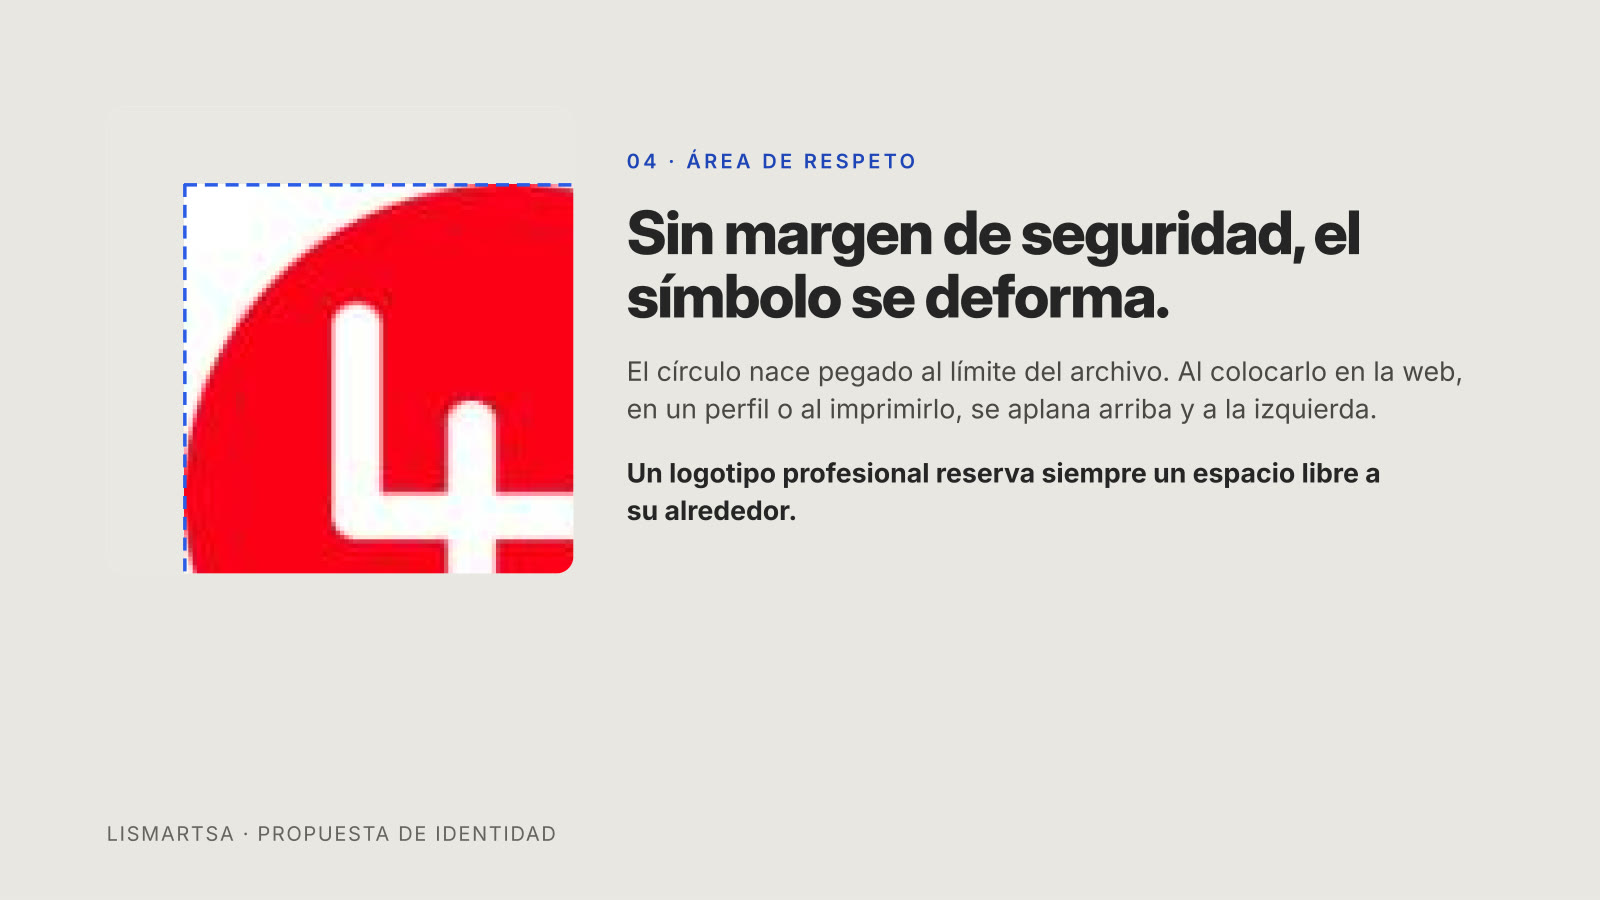 04 · ÁREA DE RESPETO
Sin margen de seguridad, el
símbolo se deforma.
El círculo nace pegado al límite del archivo. Al colocarlo en la web,
en un perfil o al imprimirlo, se aplana arriba y a la izquierda.
Un logotipo profesional reserva siempre un espacio libre a
su alrededor.
LISMARTSA · PROPUESTA DE IDENTIDAD